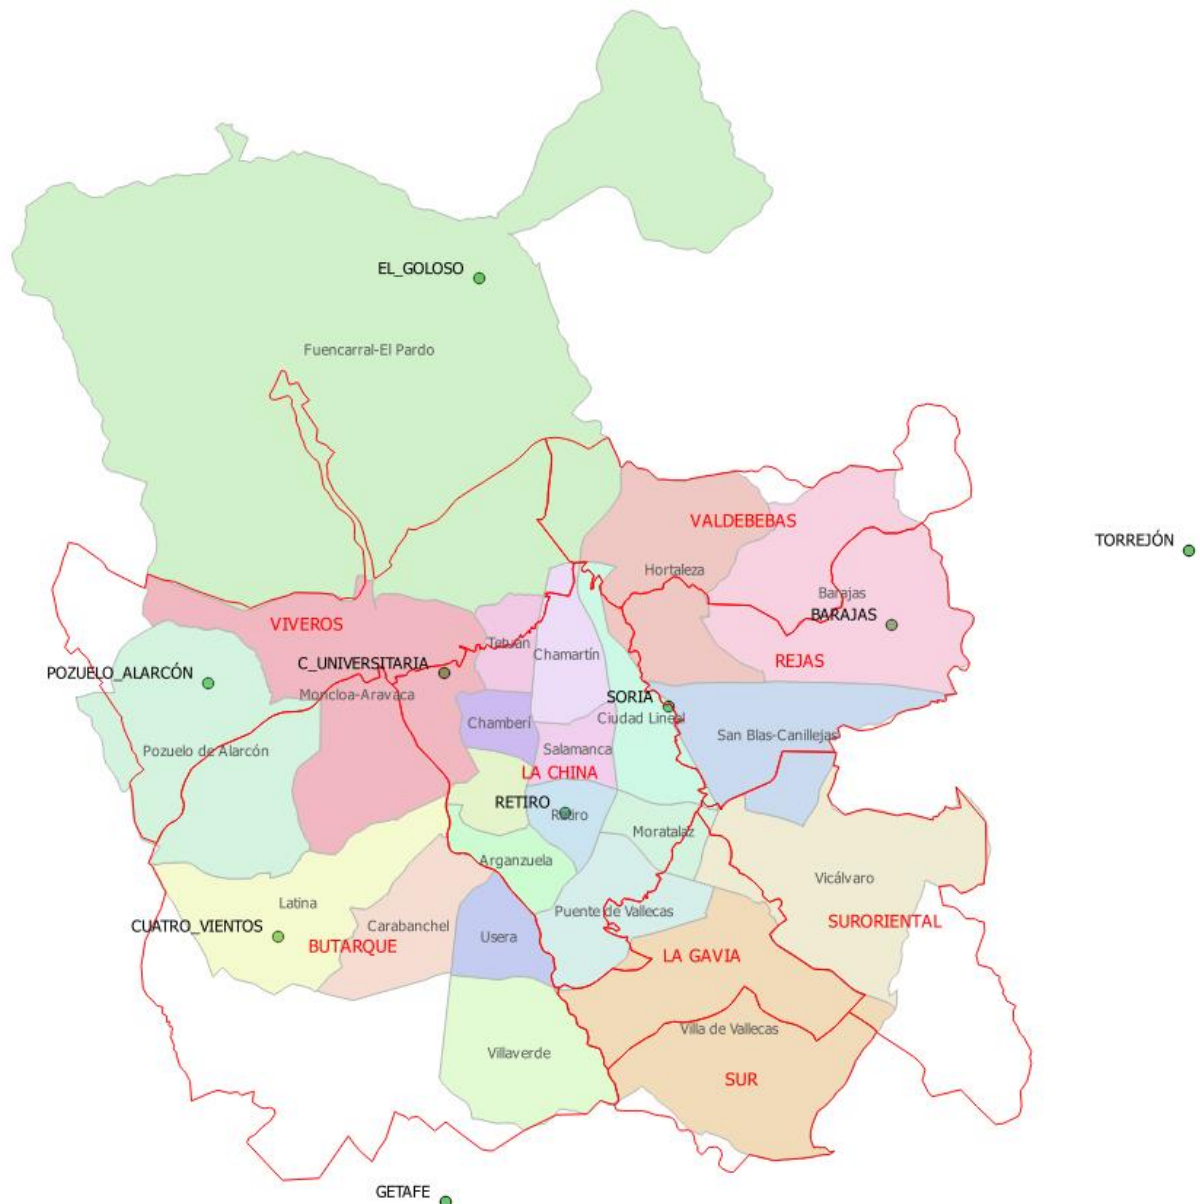 EL_GOLOSO
Fuencarral-El Pardo
VALDEBEBAS
TORREJÓN
Hortaleza
Barajas
BARAJAS
VIVEROS
Tetuán
Chamartín
C_UNIVERSITARIA
REJAS
POZUELO_ALARCÓN
Moncloa-Aravaca
SORIA
Ciudad Lineal
Chamberí
San Blas-Canillejas
Pozuelo de Alarcón
Salamanca
LA CHINA
RETIRO
Retiro
Moratalaz
Arganzuela
Vicálvaro
Latina
Puente de Vallecas
CUATRO_VIENTOS
Carabanchel
SURORIENTAL
BUTARQUE
Usera
LA GAVIA
Villa de Vallecas
Villaverde
SUR
GETAFE